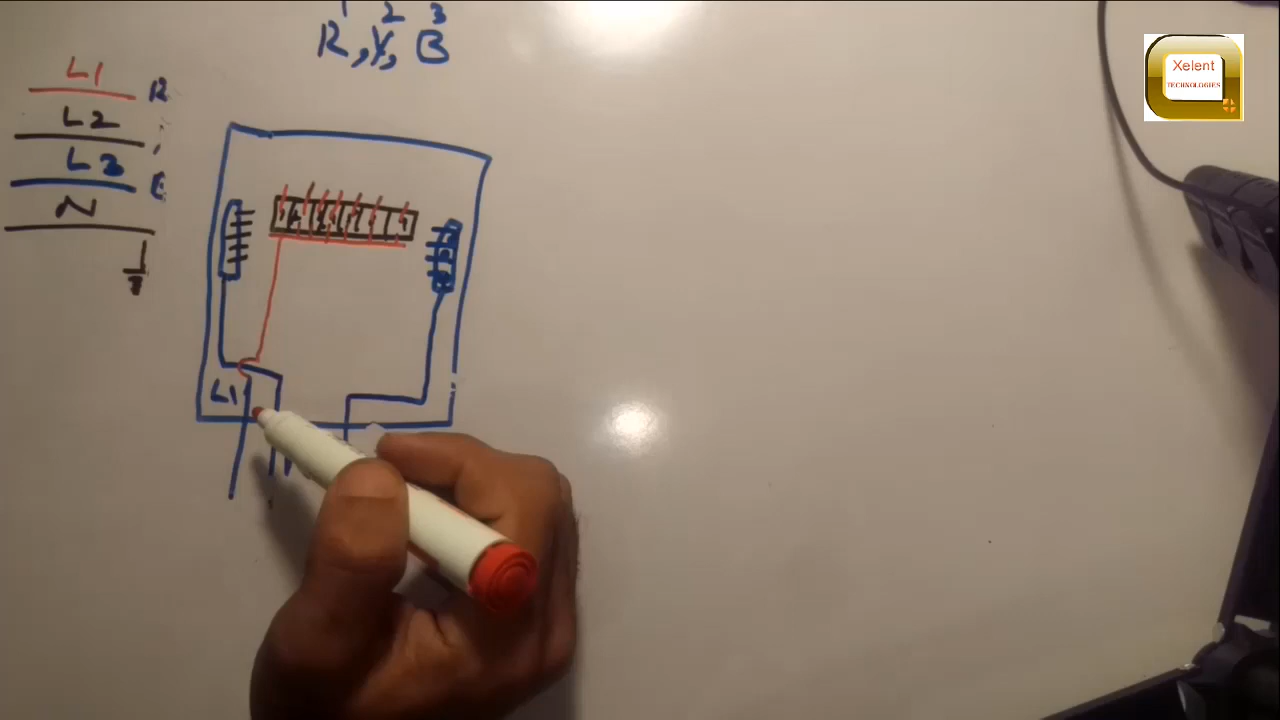 1 2 3
R, Y, B
L1 R
L2
L3 B
N
L1
N
Xelent
TECHNOLOGIES